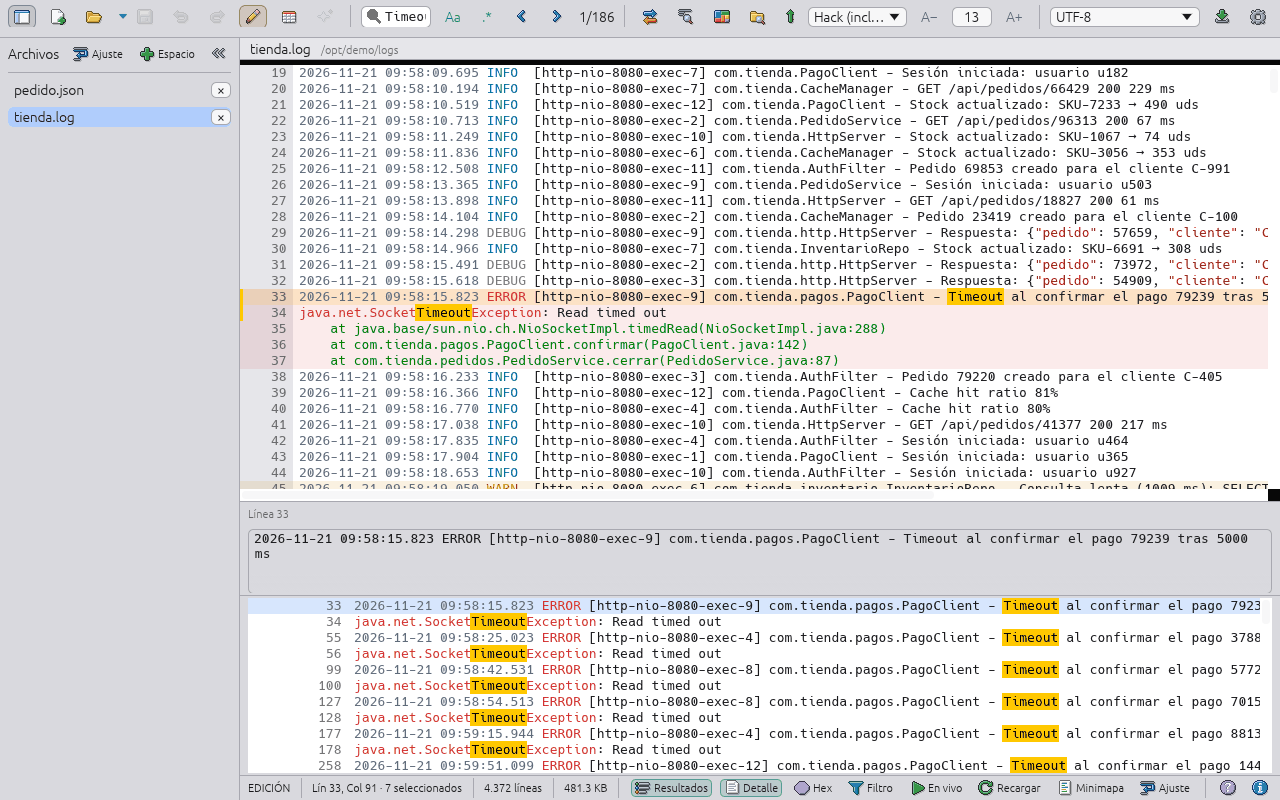 Timeo
Aa
.*
1/186
Hack (incl…
A−
13
A+
UTF-8
Archivos
Ajuste
Espacio
pedido.json
tienda.log
tienda.log /opt/demo/logs
19 2026-11-21 09:58:09.695 INFO [http-nio-8080-exec-7] com.tienda.PagoClient - Sesión iniciada: usuario u182
20 2026-11-21 09:58:10.194 INFO [http-nio-8080-exec-7] com.tienda.CacheManager - GET /api/pedidos/66429 200 229 ms
21 2026-11-21 09:58:10.519 INFO [http-nio-8080-exec-12] com.tienda.PagoClient - Stock actualizado: SKU-7233 → 490 uds
22 2026-11-21 09:58:10.713 INFO [http-nio-8080-exec-2] com.tienda.PedidoService - GET /api/pedidos/96313 200 67 ms
23 2026-11-21 09:58:11.249 INFO [http-nio-8080-exec-10] com.tienda.HttpServer - Stock actualizado: SKU-1067 → 74 uds
24 2026-11-21 09:58:11.836 INFO [http-nio-8080-exec-6] com.tienda.CacheManager - Stock actualizado: SKU-3056 → 353 uds
25 2026-11-21 09:58:12.508 INFO [http-nio-8080-exec-11] com.tienda.AuthFilter - Pedido 69853 creado para el cliente C-991
26 2026-11-21 09:58:13.365 INFO [http-nio-8080-exec-9] com.tienda.PedidoService - Sesión iniciada: usuario u503
27 2026-11-21 09:58:13.898 INFO [http-nio-8080-exec-11] com.tienda.HttpServer - GET /api/pedidos/18827 200 61 ms
28 2026-11-21 09:58:14.104 INFO [http-nio-8080-exec-2] com.tienda.CacheManager - Pedido 23419 creado para el cliente C-100
29 2026-11-21 09:58:14.298 DEBUG [http-nio-8080-exec-9] com.tienda.http.HttpServer - Respuesta: {"pedido": 57659, "cliente": "C
30 2026-11-21 09:58:14.966 INFO [http-nio-8080-exec-7] com.tienda.InventarioRepo - Stock actualizado: SKU-6691 → 308 uds
31 2026-11-21 09:58:15.491 DEBUG [http-nio-8080-exec-2] com.tienda.http.HttpServer - Respuesta: {"pedido": 73972, "cliente": "C
32 2026-11-21 09:58:15.618 DEBUG [http-nio-8080-exec-3] com.tienda.http.HttpServer - Respuesta: {"pedido": 54909, "cliente": "C
33 2026-11-21 09:58:15.823 ERROR [http-nio-8080-exec-9] com.tienda.pagos.PagoClient - Timeout al confirmar el pago 79239 tras 5
34 java.net.SocketTimeoutException: Read timed out
35 at java.base/sun.nio.ch.NioSocketImpl.timedRead(NioSocketImpl.java:288)
36 at com.tienda.pagos.PagoClient.confirmar(PagoClient.java:142)
37 at com.tienda.pedidos.PedidoService.cerrar(PedidoService.java:87)
38 2026-11-21 09:58:16.233 INFO [http-nio-8080-exec-3] com.tienda.AuthFilter - Pedido 79220 creado para el cliente C-405
39 2026-11-21 09:58:16.366 INFO [http-nio-8080-exec-12] com.tienda.PagoClient - Cache hit ratio 81%
40 2026-11-21 09:58:16.770 INFO [http-nio-8080-exec-4] com.tienda.AuthFilter - Cache hit ratio 80%
41 2026-11-21 09:58:17.038 INFO [http-nio-8080-exec-10] com.tienda.HttpServer - GET /api/pedidos/41377 200 217 ms
42 2026-11-21 09:58:17.835 INFO [http-nio-8080-exec-4] com.tienda.AuthFilter - Sesión iniciada: usuario u464
43 2026-11-21 09:58:17.904 INFO [http-nio-8080-exec-1] com.tienda.PagoClient - Sesión iniciada: usuario u365
44 2026-11-21 09:58:18.653 INFO [http-nio-8080-exec-10] com.tienda.AuthFilter - Sesión iniciada: usuario u927
45 2026-11-21 09:58:19.050 WARN [http-nio-8080-exec-6] com.tienda.inventario.InventarioRepo - Consulta lenta (1009 ms): SELECT
Línea 33
2026-11-21 09:58:15.823 ERROR [http-nio-8080-exec-9] com.tienda.pagos.PagoClient - Timeout al confirmar el pago 79239 tras 5000
ms
33 2026-11-21 09:58:15.823 ERROR [http-nio-8080-exec-9] com.tienda.pagos.PagoClient - Timeout al confirmar el pago 7923
34 java.net.SocketTimeoutException: Read timed out
55 2026-11-21 09:58:25.023 ERROR [http-nio-8080-exec-4] com.tienda.pagos.PagoClient - Timeout al confirmar el pago 3788
56 java.net.SocketTimeoutException: Read timed out
99 2026-11-21 09:58:42.531 ERROR [http-nio-8080-exec-8] com.tienda.pagos.PagoClient - Timeout al confirmar el pago 5772
100 java.net.SocketTimeoutException: Read timed out
127 2026-11-21 09:58:54.513 ERROR [http-nio-8080-exec-8] com.tienda.pagos.PagoClient - Timeout al confirmar el pago 7015
128 java.net.SocketTimeoutException: Read timed out
177 2026-11-21 09:59:15.944 ERROR [http-nio-8080-exec-4] com.tienda.pagos.PagoClient - Timeout al confirmar el pago 8813
178 java.net.SocketTimeoutException: Read timed out
258 2026-11-21 09:59:51.099 ERROR [http-nio-8080-exec-12] com.tienda.pagos.PagoClient - Timeout al confirmar el pago 144
EDICIÓN
Lín 33, Col 91 · 7 seleccionados
4.372 líneas
481.3 KB
Resultados
Detalle
Hex
Filtro
En vivo
Recargar
Minimapa
Ajuste